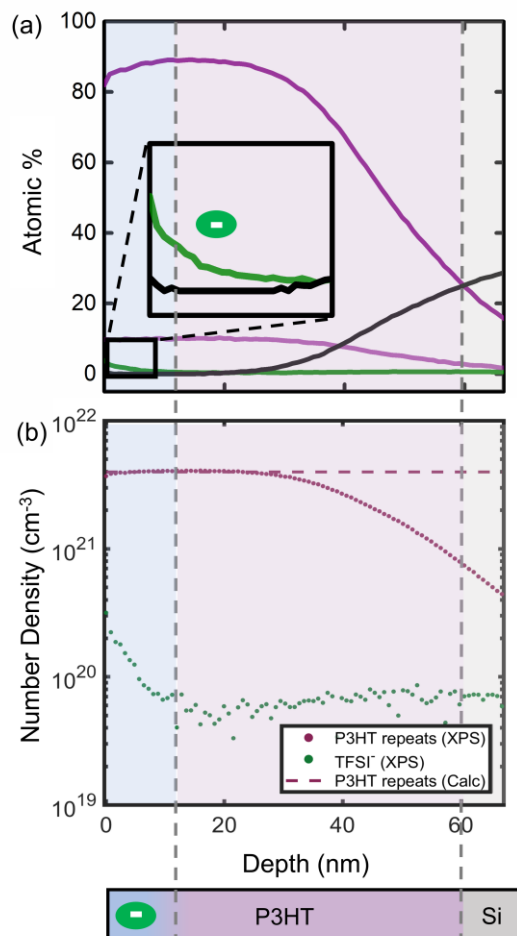 (a)
100
80
60
40
20
0
Atomic %
(b)
10²²
10²¹
10²⁰
10¹⁹
Number Density (cm⁻³)
P3HT repeats (XPS)
TFSI⁻ (XPS)
P3HT repeats (Calc)
0 20 40 60
Depth (nm)
P3HT Si